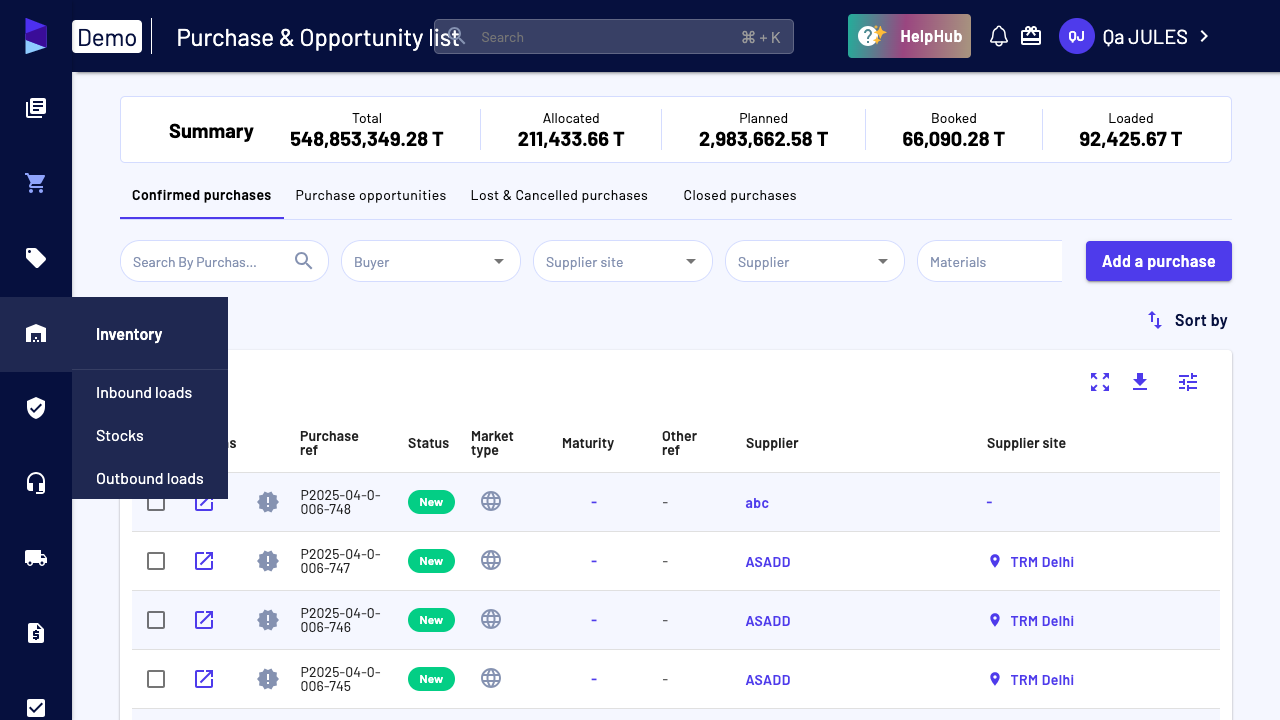 Demo
Purchase & Opportunity list
Search
⌘ + K
HelpHub
QJ
Qa JULES
Summary
Total
548,853,349.28 T
Allocated
211,433.66 T
Planned
2,983,662.58 T
Booked
66,090.28 T
Loaded
92,425.67 T
Confirmed purchases
Purchase opportunities
Lost & Cancelled purchases
Closed purchases
Search By Purchas...
Buyer
Supplier site
Supplier
Materials
Add a purchase
Sort by
Inventory
Inbound loads
Stocks
Outbound loads
Purchase
ref
Status
Market
type
Maturity
Other
ref
Supplier
Supplier site
P2025-04-0-
006-748
New
-
-
abc
-
P2025-04-0-
006-747
New
-
-
ASADD
TRM Delhi
P2025-04-0-
006-746
New
-
-
ASADD
TRM Delhi
P2025-04-0-
006-745
New
-
-
ASADD
TRM Delhi